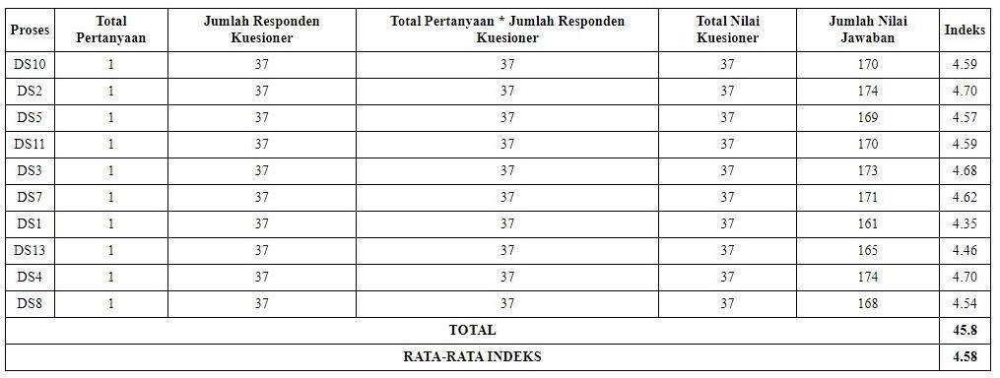 Proses Total Pertanyaan Jumlah Responden Kuesioner Total Pertanyaan * Jumlah Responden Kuesioner Total Nilai Kuesioner Jumlah Nilai Jawaban Indeks
DS10 1 37 37 37 170 4.59
DS2 1 37 37 37 174 4.70
DS5 1 37 37 37 169 4.57
DS11 1 37 37 37 170 4.59
DS3 1 37 37 37 173 4.68
DS7 1 37 37 37 171 4.62
DS1 1 37 37 37 161 4.35
DS13 1 37 37 37 165 4.46
DS4 1 37 37 37 174 4.70
DS8 1 37 37 37 168 4.54
TOTAL 45.8
RATA-RATA INDEKS 4.58